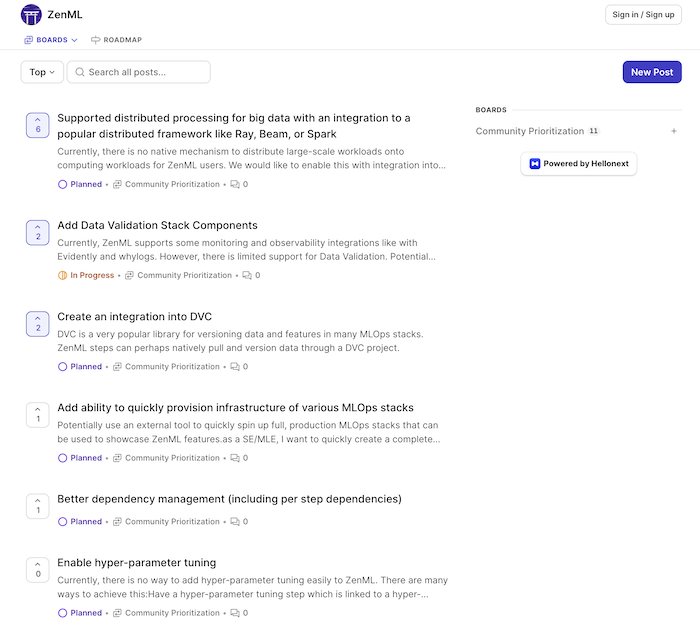 ZenML
Sign in / Sign up
BOARDS
ROADMAP
Top
Search all posts...
New Post
6
Supported distributed processing for big data with an integration to a
popular distributed framework like Ray, Beam, or Spark
Currently, there is no native mechanism to distribute large-scale workloads onto
computing workloads for ZenML users. We would like to enable this with integration into...
Planned • Community Prioritization • 0
BOARDS
Community Prioritization 11 +
Powered by Hellonext
2
Add Data Validation Stack Components
Currently, ZenML supports some monitoring and observability integrations like with
Evidently and whylogs. However, there is limited support for Data Validation. Potential...
In Progress • Community Prioritization • 0
2
Create an integration into DVC
DVC is a very popular library for versioning data and features in many MLOps stacks.
ZenML steps can perhaps natively pull and version data through a DVC project.
Planned • Community Prioritization • 0
1
Add ability to quickly provision infrastructure of various MLOps stacks
Potentially use an external tool to quickly spin up full, production MLOps stacks that can
be used to showcase ZenML features.as a SE/MLE, I want to quickly create a complete...
Planned • Community Prioritization • 0
1
Better dependency management (including per step dependencies)
Planned • Community Prioritization • 0
0
Enable hyper-parameter tuning
Currently, there is no way to add hyper-parameter tuning easily to ZenML. There are many
ways to achieve this:Have a hyper-parameter tuning step which is linked to a hyper-...
Planned • Community Prioritization • 0